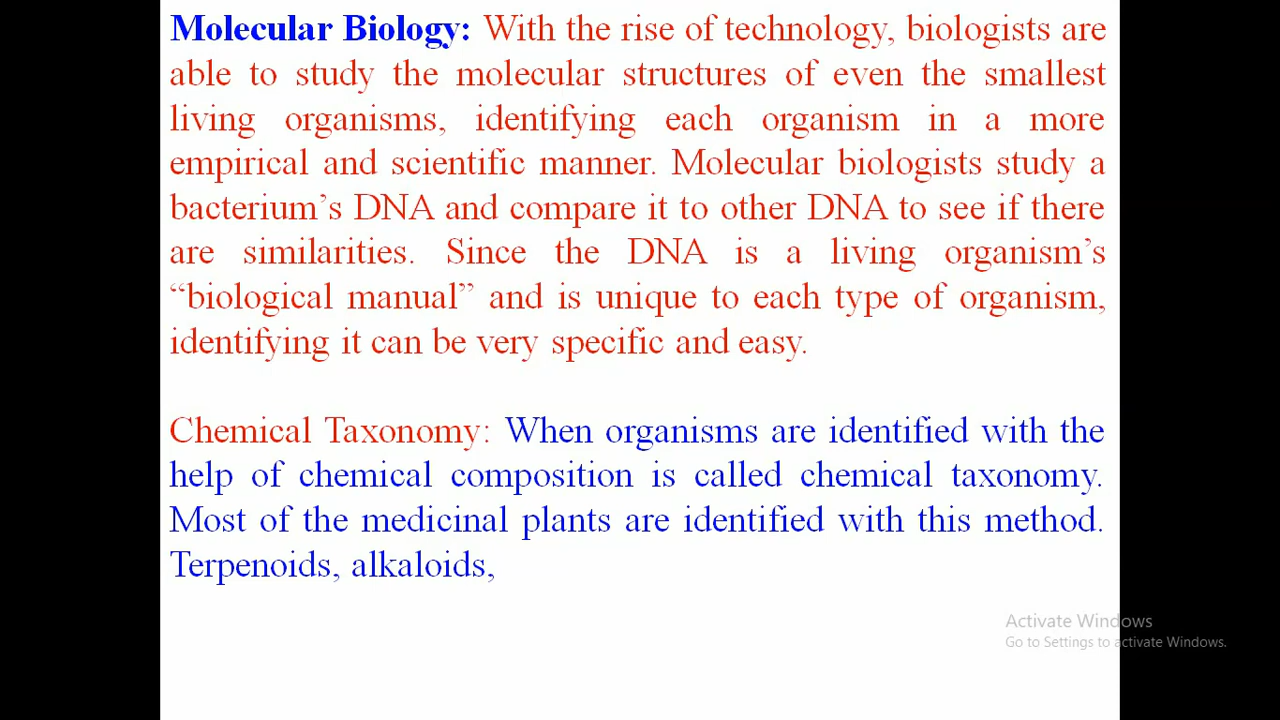 Molecular Biology: With the rise of technology, biologists are
able to study the molecular structures of even the smallest
living organisms, identifying each organism in a more
empirical and scientific manner. Molecular biologists study a
bacterium’s DNA and compare it to other DNA to see if there
are similarities. Since the DNA is a living organism’s
“biological manual” and is unique to each type of organism,
identifying it can be very specific and easy.
Chemical Taxonomy: When organisms are identified with the
help of chemical composition is called chemical taxonomy.
Most of the medicinal plants are identified with this method.
Terpenoids, alkaloids,
Activate Windows
Go to Settings to activate Windows.